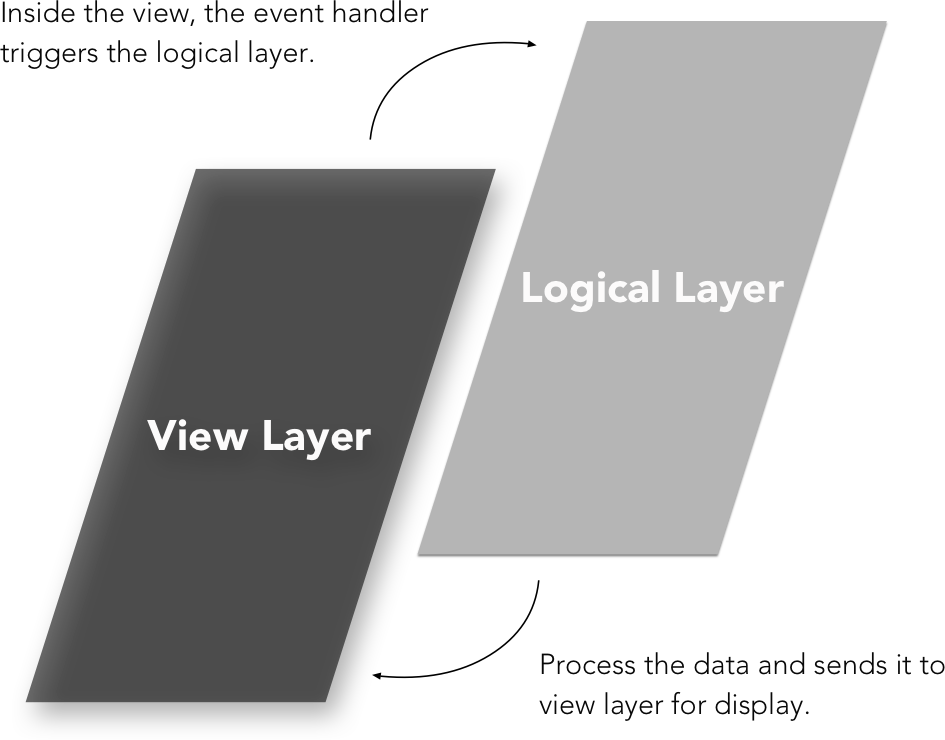 Inside the view, the event handler
triggers the logical layer.
Logical Layer
View Layer
Process the data and sends it to
view layer for display.